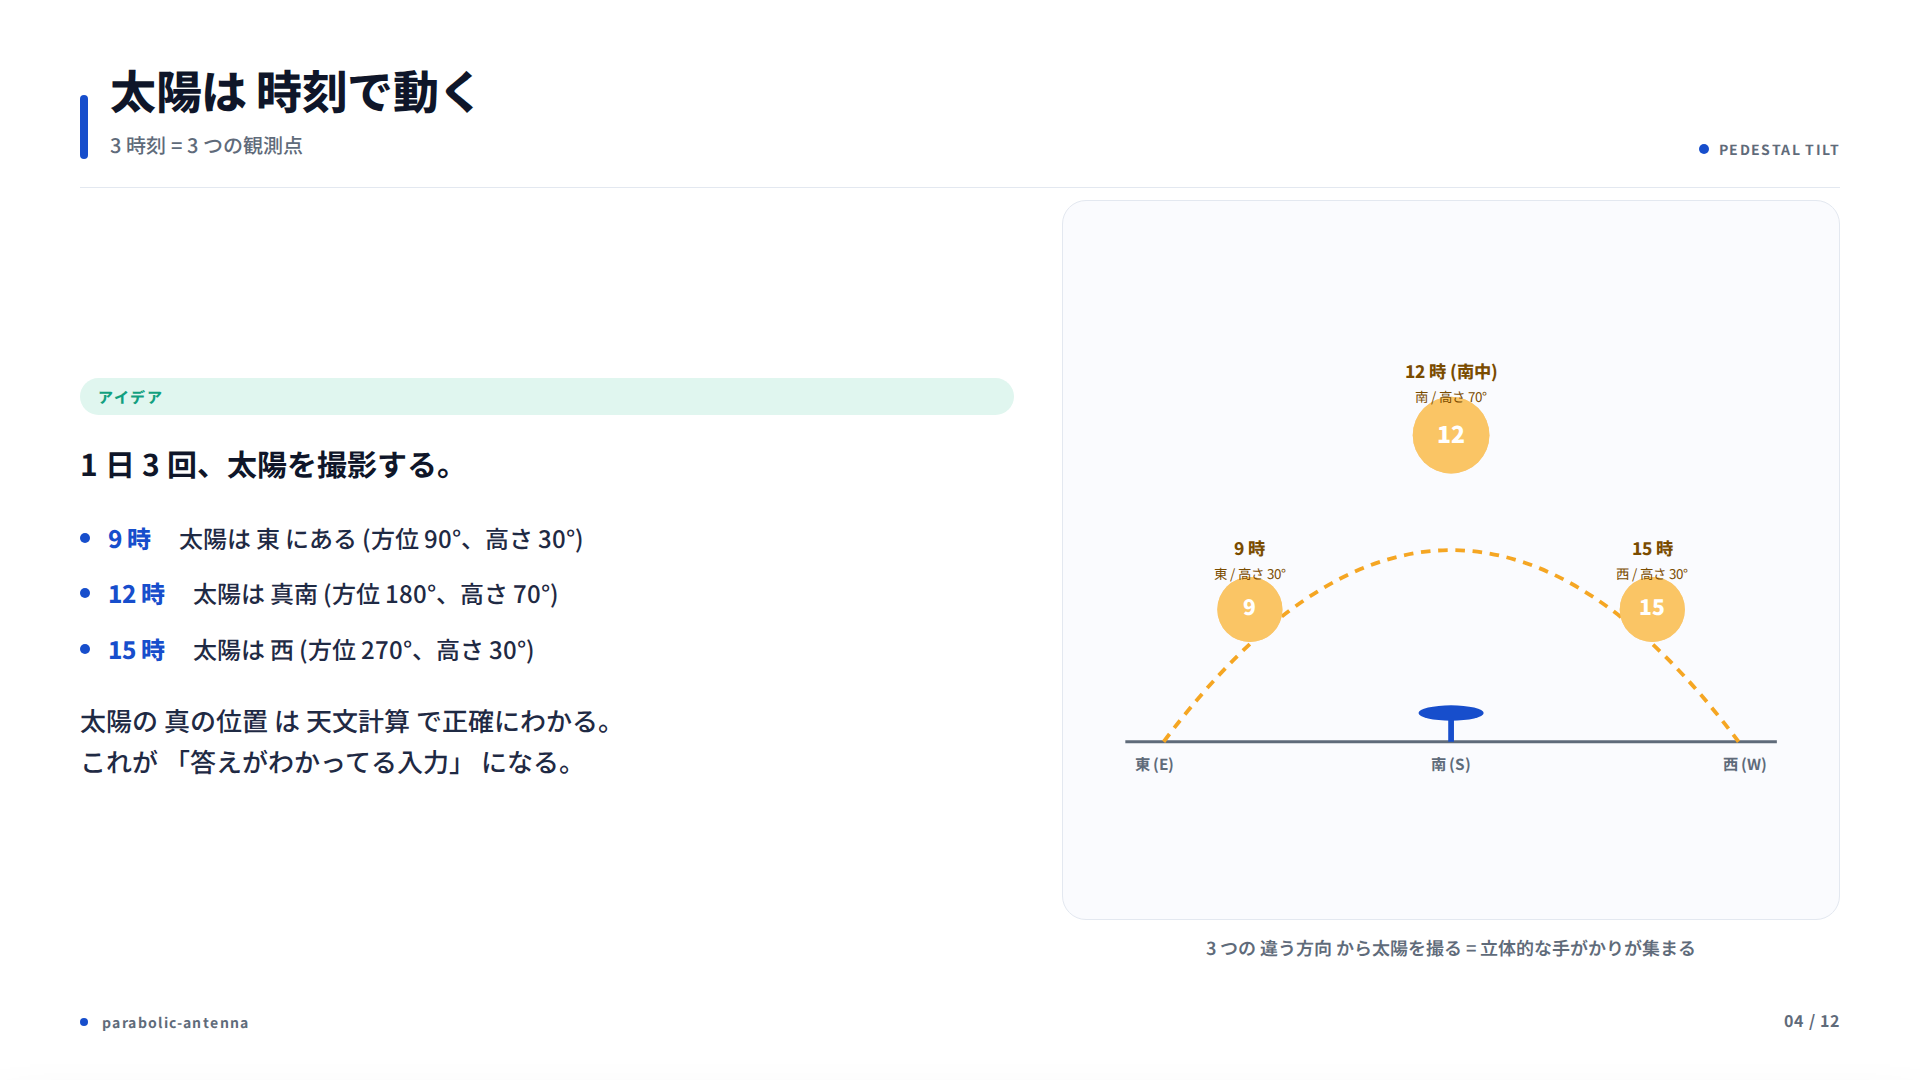 太陽は 時刻で動く
3 時刻 = 3 つの観測点
PEDESTAL TILT
アイデア
1 日 3 回、太陽を撮影する。
9 時 太陽は 東 にある (方位 90°、高さ 30°)
12 時 太陽は 真南 (方位 180°、高さ 70°)
15 時 太陽は 西 (方位 270°、高さ 30°)
太陽の 真の位置 は 天文計算 で正確にわかる。
これが 「答えがわかってる入力」 になる。
12 時 (南中)
南 / 高さ 70°
12
9 時
東 / 高さ 30°
9
15 時
西 / 高さ 30°
15
東 (E)
南 (S)
西 (W)
3 つの 違う方向 から太陽を撮る = 立体的な手がかりが集まる
parabolic-antenna
04 / 12